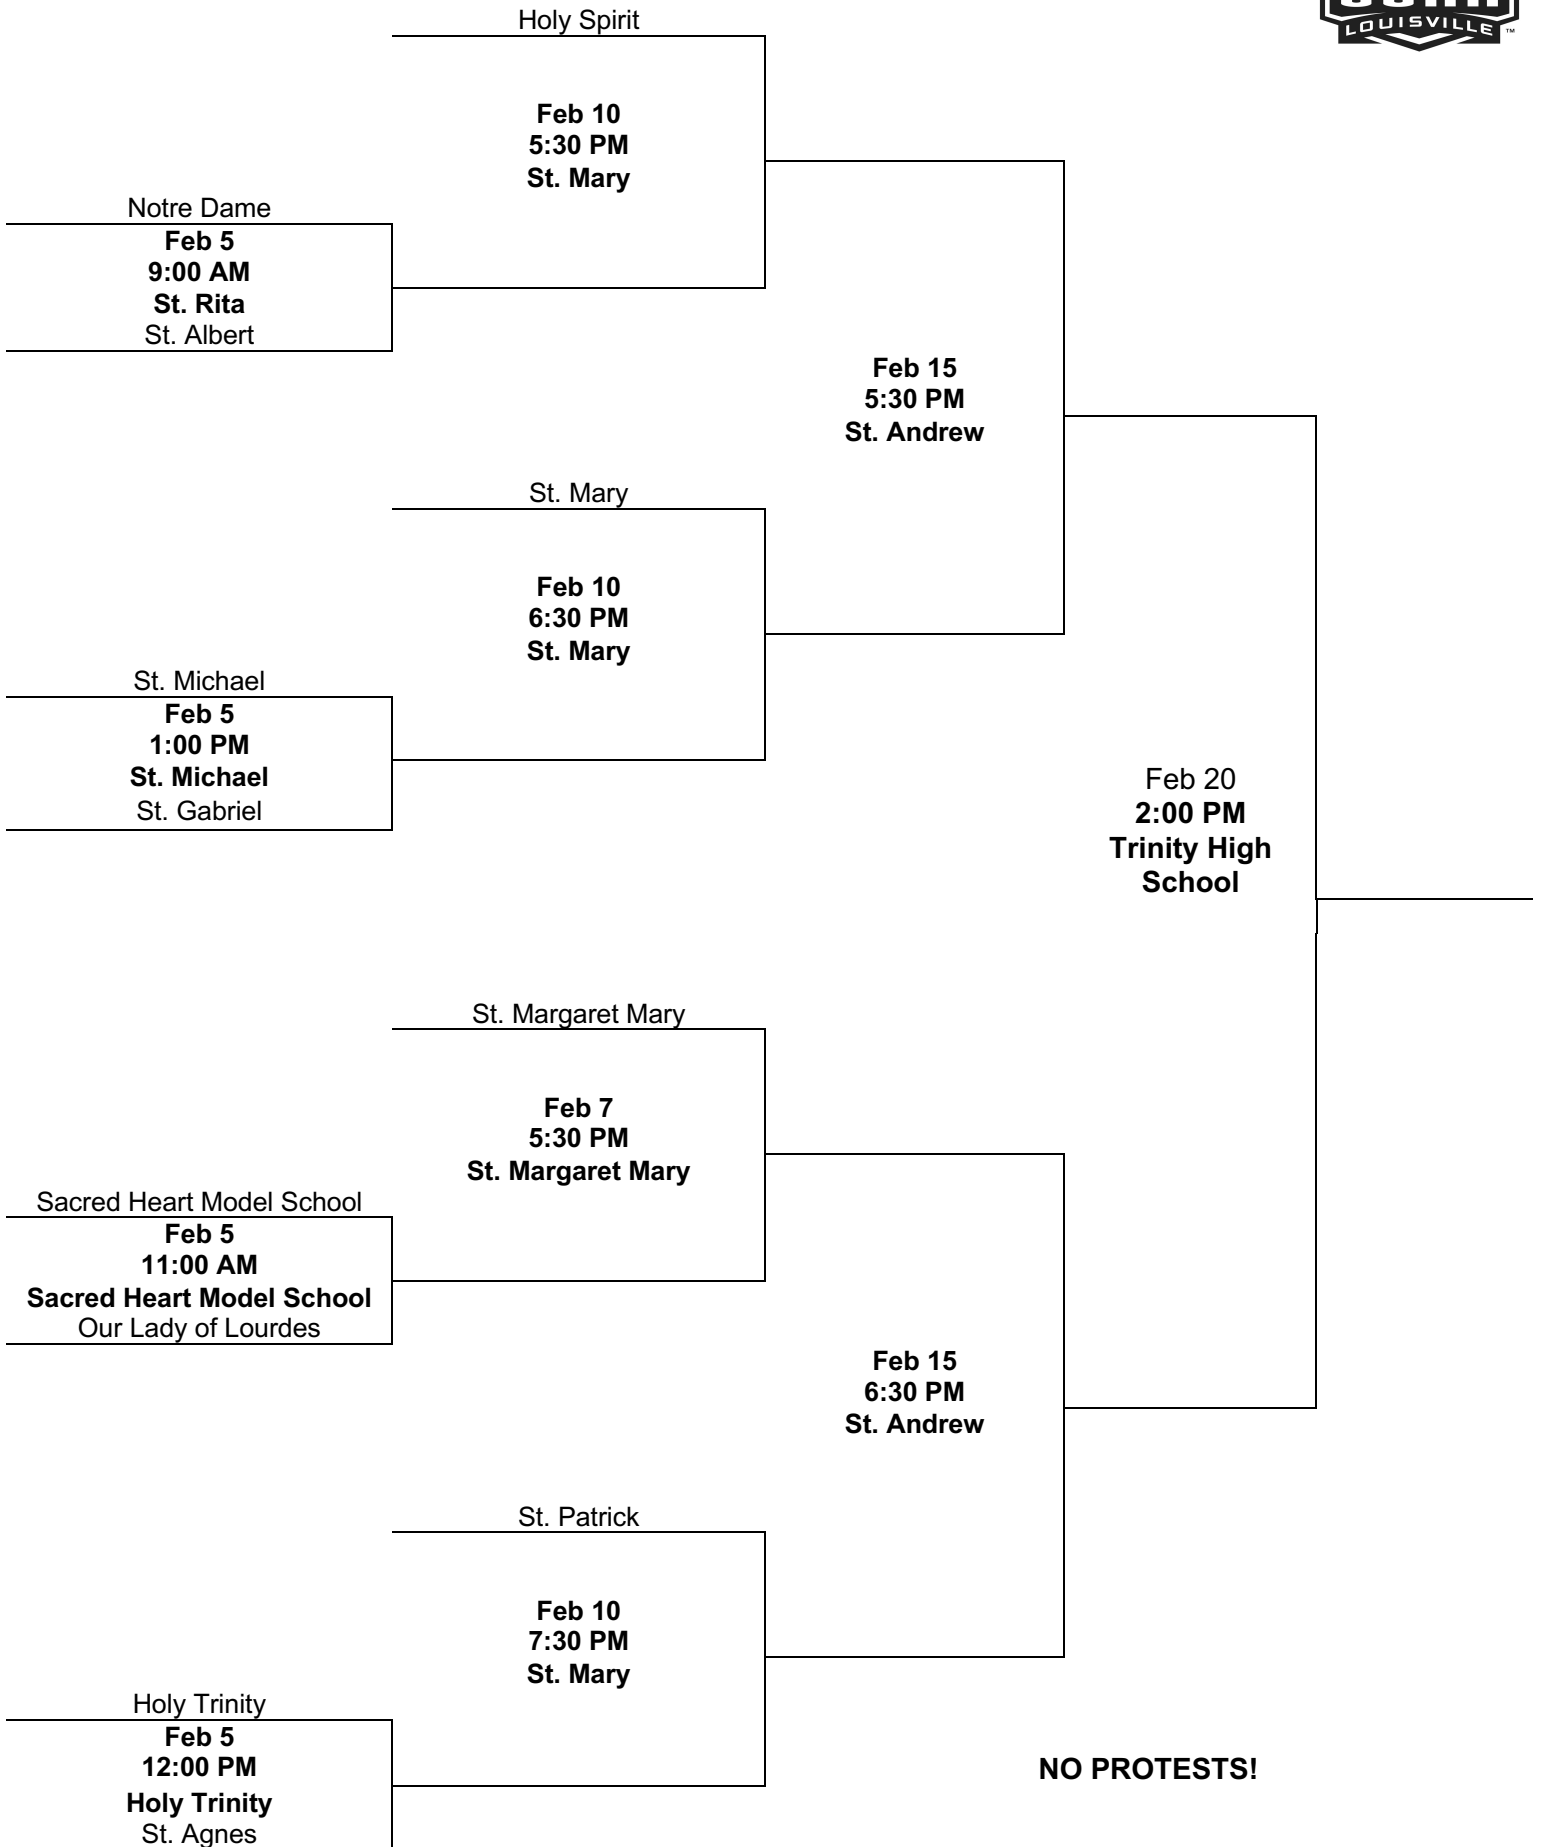 Holy Spirit
LOUISVILLE ™
Feb 10
5:30 PM
St. Mary
Notre Dame
Feb 5
9:00 AM
St. Rita
St. Albert
Feb 15
5:30 PM
St. Andrew
St. Mary
Feb 10
6:30 PM
St. Mary
St. Michael
Feb 5
1:00 PM
St. Michael
St. Gabriel
Feb 20
2:00 PM
Trinity High
School
St. Margaret Mary
Feb 7
5:30 PM
St. Margaret Mary
Sacred Heart Model School
Feb 5
11:00 AM
Sacred Heart Model School
Our Lady of Lourdes
Feb 15
6:30 PM
St. Andrew
St. Patrick
Feb 10
7:30 PM
St. Mary
Holy Trinity
Feb 5
12:00 PM
Holy Trinity
St. Agnes
NO PROTESTS!